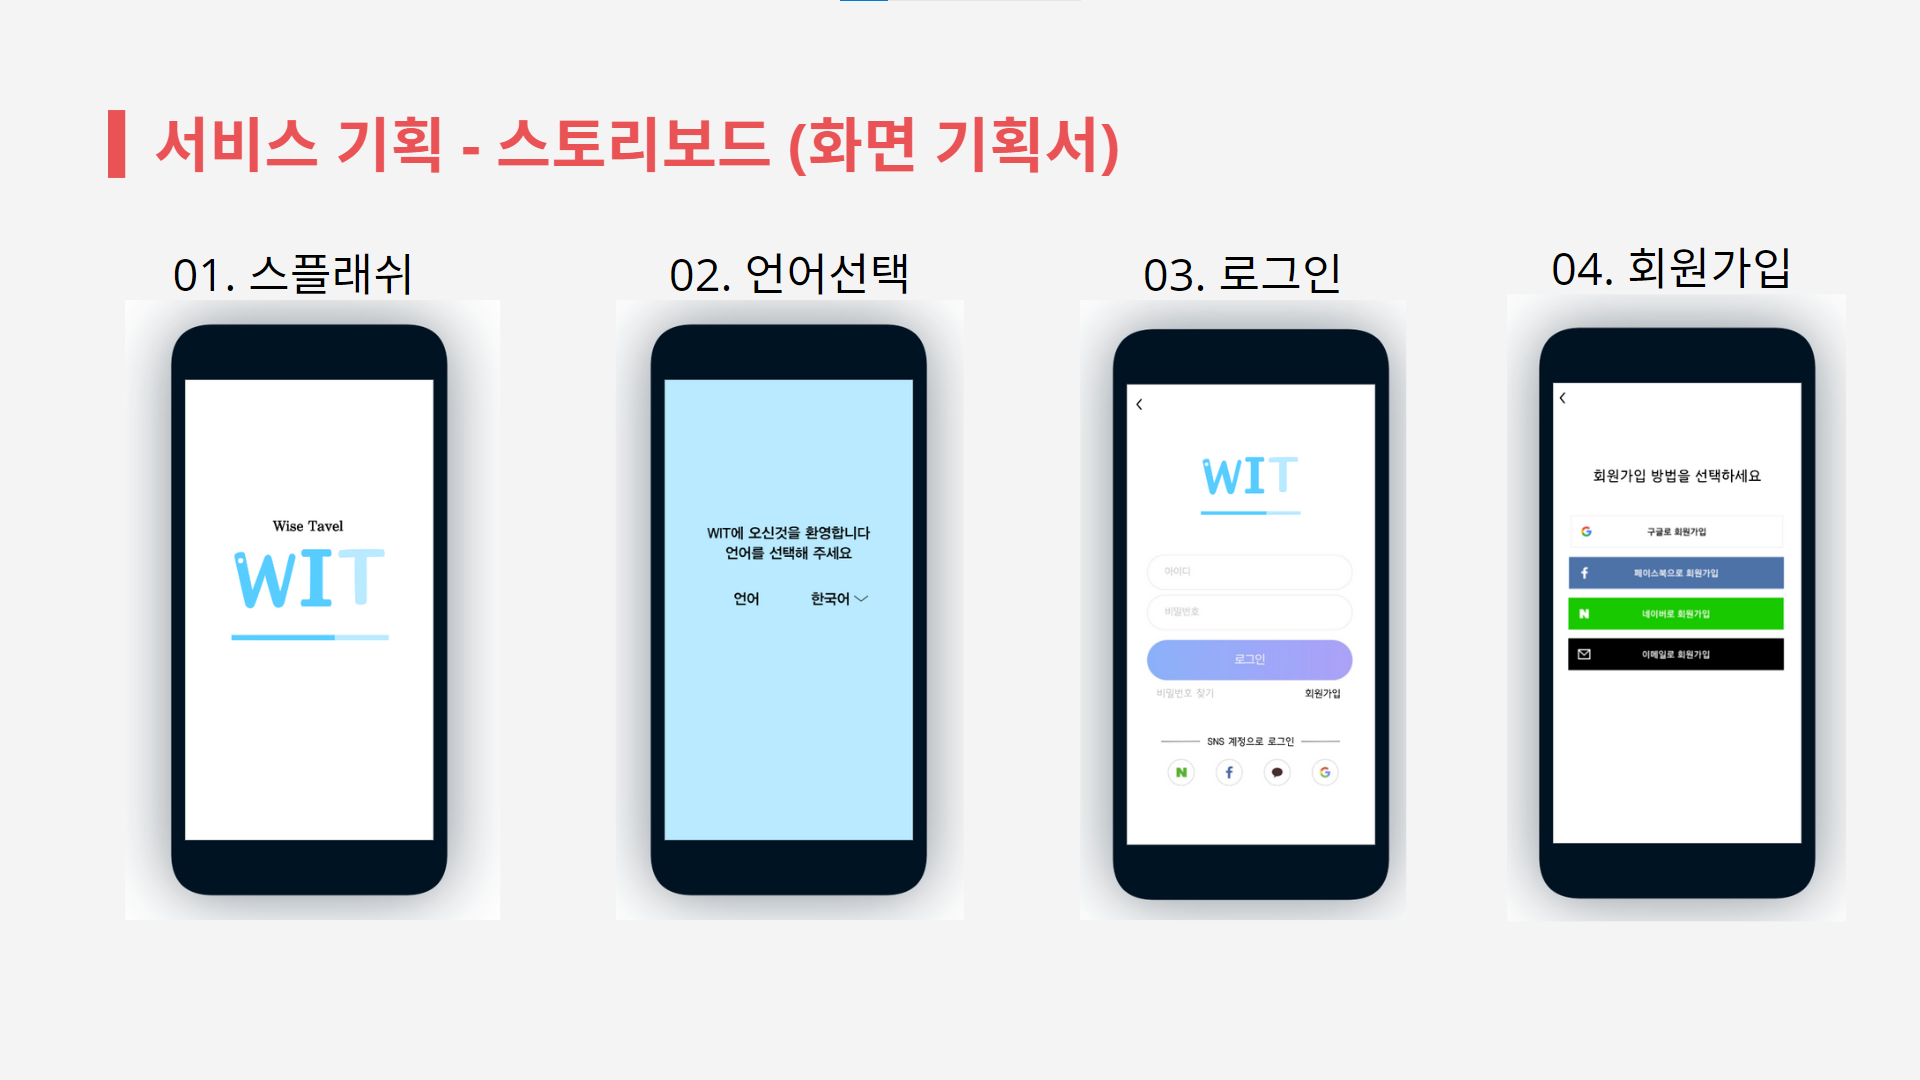 서비스 기획 - 스토리보드 (화면 기획서)
01. 스플래쉬
Wise Tavel
WIT
02. 언어선택
WIT에 오신것을 환영합니다
언어를 선택해 주세요
언어 한국어
03. 로그인
WIT
아이디
비밀번호
로그인
비밀번호 찾기 회원가입
SNS 계정으로 로그인
N f G
04. 회원가입
회원가입 방법을 선택하세요
G 구글로 회원가입
f 페이스북으로 회원가입
N 네이버로 회원가입
이메일로 회원가입